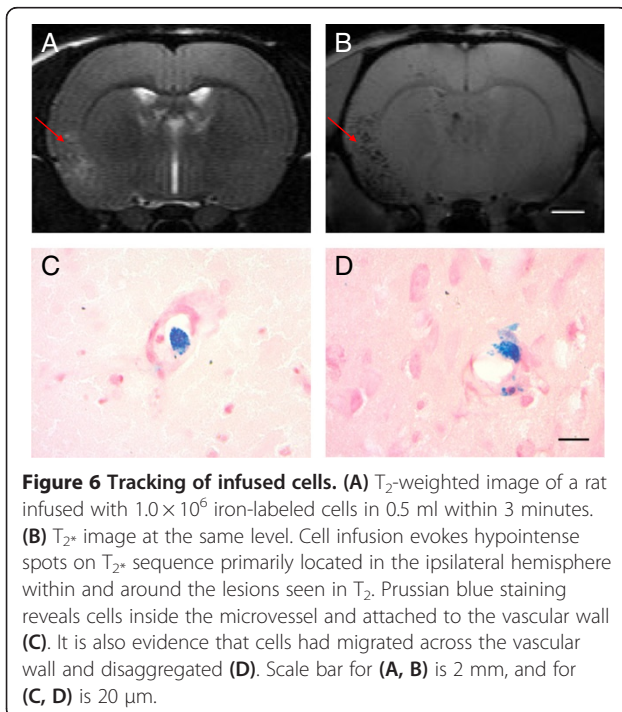 A
B
C
D
Figure 6 Tracking of infused cells. (A) T₂-weighted image of a rat
infused with 1.0 × 10⁶ iron-labeled cells in 0.5 ml within 3 minutes.
(B) T₂* image at the same level. Cell infusion evokes hypointense
spots on T₂* sequence primarily located in the ipsilateral hemisphere
within and around the lesions seen in T₂. Prussian blue staining
reveals cells inside the microvessel and attached to the vascular wall
(C). It is also evidence that cells had migrated across the vascular
wall and disaggregated (D). Scale bar for (A, B) is 2 mm, and for
(C, D) is 20 μm.